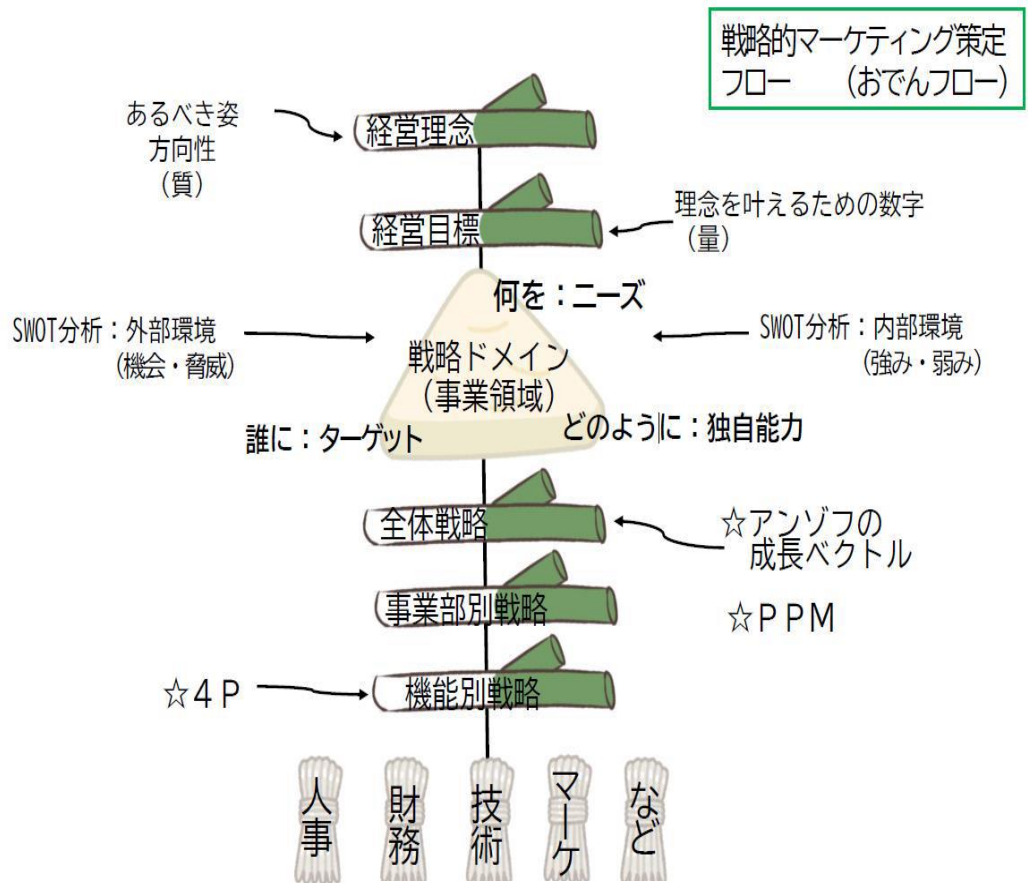 戦略的マーケティング策定
フロー　　（おでんフロー）
あるべき姿
方向性
（質）
経営理念
経営目標
理念を叶えるための数字
（量）
何を：ニーズ
SWOT分析：外部環境
（機会・脅威）
戦略ドメイン
（事業領域）
SWOT分析：内部環境
（強み・弱み）
誰に：ターゲット
どのように：独自能力
全体戦略
☆アンゾフの
成長ベクトル
事業部別戦略
☆ＰＰＭ
☆４Ｐ
機能別戦略
人事
財務
技術
マーケ
など